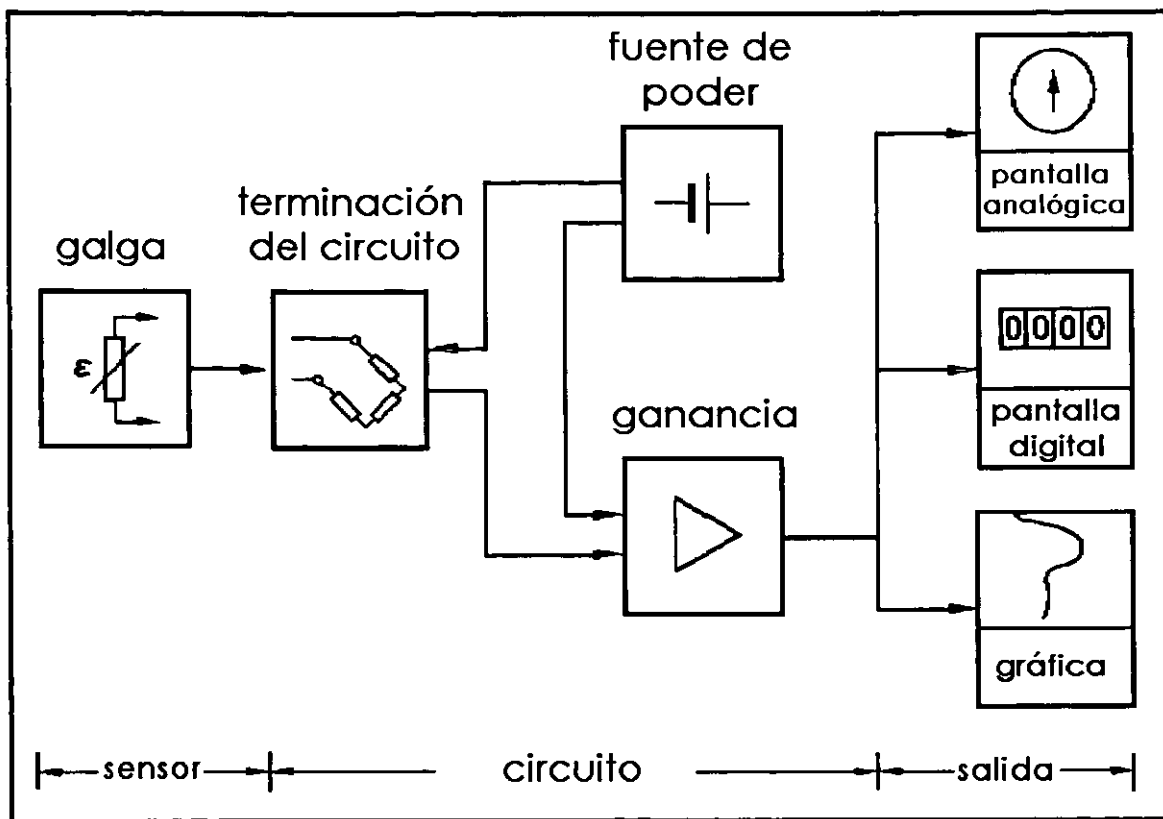 fuente de
poder
terminación
del circuito
galga
ε
ganancia
pantalla
analógica
0000
pantalla
digital
gráfica
sensor
circuito
salida